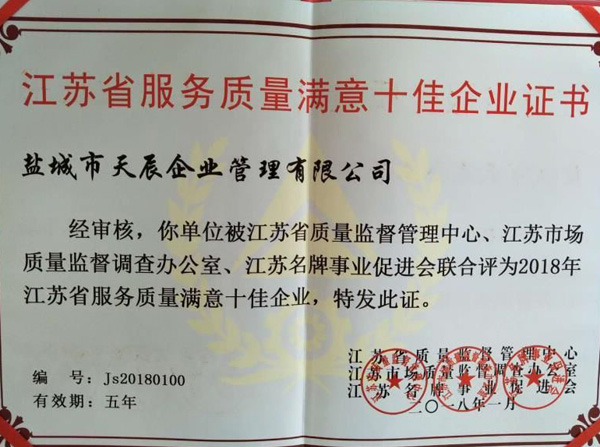 江苏省服务质量满意十佳企业证书
盐城市天辰企业管理有限公司
经审核，你单位被江苏省质量监督管理中心、江苏市场
质量监督调查办公室、江苏名牌事业促进会联合评为2018年
江苏省服务质量满意十佳企业，特发此证。
江苏省质量监督管理中心
江苏市场质量监督调查办公室
江苏名牌事业促进会
编 号：Js20180100
二〇一八年一月
有效期：五年